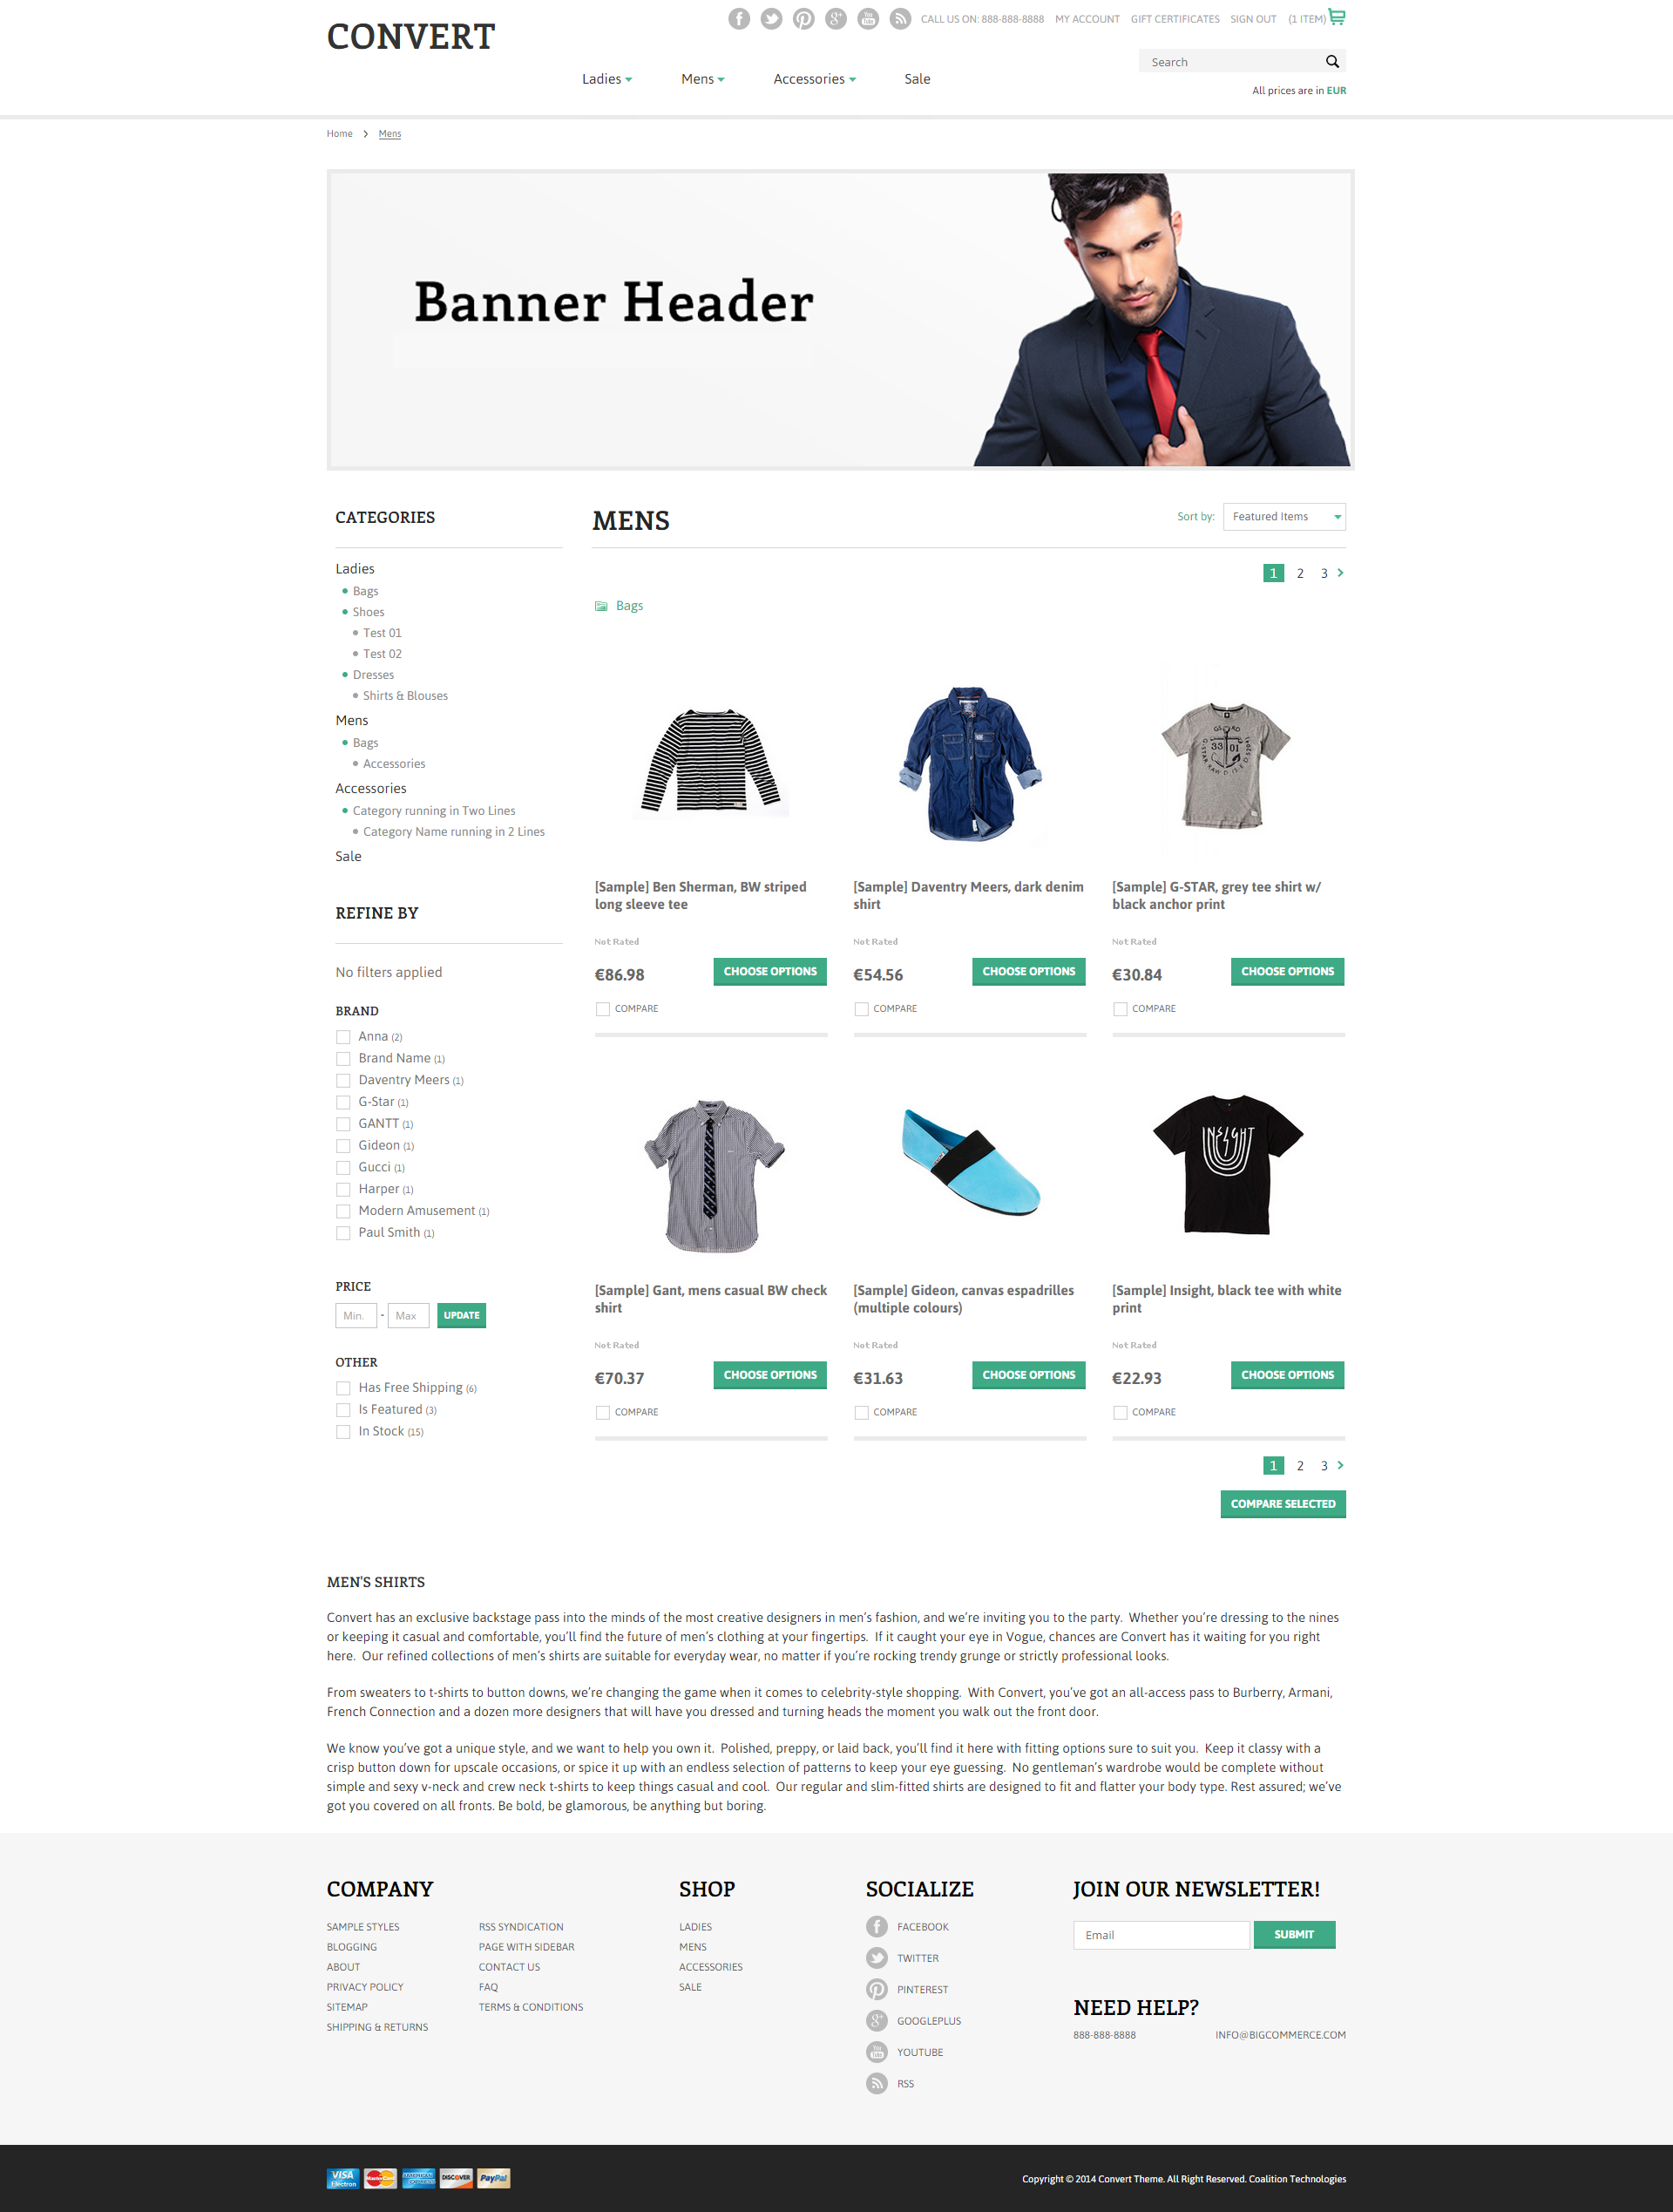 CONVERT
CALL US ON: 888-888-8888 MY ACCOUNT GIFT CERTIFICATES SIGN OUT (1 ITEM)
Search
Ladies Mens Accessories Sale
All prices are in EUR
Home > Mens
Banner Header
CATEGORIES
Ladies
Bags
Shoes
Test 01
Test 02
Dresses
Shirts & Blouses
Mens
Bags
Accessories
Accessories
Category running in Two Lines
Category Name running in 2 Lines
Sale
REFINE BY
No filters applied
BRAND
Anna (2)
Brand Name (1)
Daventry Meers (1)
G-Star (1)
GANTT (1)
Gideon (1)
Gucci (1)
Harper (1)
Modern Amusement (1)
Paul Smith (1)
PRICE
Min. - Max UPDATE
OTHER
Has Free Shipping (6)
Is Featured (3)
In Stock (15)
MENS
Sort by: Featured Items
1 2 3 >
Bags
33 01
[Sample] Ben Sherman, BW striped
long sleeve tee
Not Rated
€86.98 CHOOSE OPTIONS
COMPARE
[Sample] Daventry Meers, dark denim
shirt
Not Rated
€54.56 CHOOSE OPTIONS
COMPARE
[Sample] G-STAR, grey tee shirt w/
black anchor print
Not Rated
€30.84 CHOOSE OPTIONS
COMPARE
INSIGHT
[Sample] Gant, mens casual BW check
shirt
Not Rated
€70.37 CHOOSE OPTIONS
COMPARE
[Sample] Gideon, canvas espadrilles
(multiple colours)
Not Rated
€31.63 CHOOSE OPTIONS
COMPARE
[Sample] Insight, black tee with white
print
Not Rated
€22.93 CHOOSE OPTIONS
COMPARE
1 2 3 >
COMPARE SELECTED
MEN'S SHIRTS
Convert has an exclusive backstage pass into the minds of the most creative designers in men's fashion, and we're inviting you to the party. Whether you're dressing to the nines
or keeping it casual and comfortable, you'll find the future of men's clothing at your fingertips. If it caught your eye in Vogue, chances are Convert has it waiting for you right
here. Our refined collections of men's shirts are suitable for everyday wear, no matter if you're rocking trendy grunge or strictly professional looks.
From sweaters to t-shirts to button downs, we're changing the game when it comes to celebrity-style shopping. With Convert, you've got an all-access pass to Burberry, Armani,
French Connection and a dozen more designers that will have you dressed and turning heads the moment you walk out the front door.
We know you've got a unique style, and we want to help you own it. Polished, preppy, or laid back, you'll find it here with fitting options sure to suit you. Keep it classy with a
crisp button down for upscale occasions, or spice it up with an endless selection of patterns to keep your eye guessing. No gentleman's wardrobe would be complete without
simple and sexy v-neck and crew neck t-shirts to keep things casual and cool. Our regular and slim-fitted shirts are designed to fit and flatter your body type. Rest assured; we've
got you covered on all fronts. Be bold, be glamorous, be anything but boring.
COMPANY
SAMPLE STYLES
BLOGGING
ABOUT
PRIVACY POLICY
SITEMAP
SHIPPING & RETURNS
RSS SYNDICATION
PAGE WITH SIDEBAR
CONTACT US
FAQ
TERMS & CONDITIONS
SHOP
LADIES
MENS
ACCESSORIES
SALE
SOCIALIZE
FACEBOOK
TWITTER
PINTEREST
GOOGLEPLUS
YOUTUBE
RSS
JOIN OUR NEWSLETTER!
Email SUBMIT
NEED HELP?
888-888-8888 INFO@BIGCOMMERCE.COM
VISA Electron MasterCard AMERICAN EXPRESS DISCOVER PayPal
Copyright © 2014 Convert Theme. All Right Reserved. Coalition Technologies